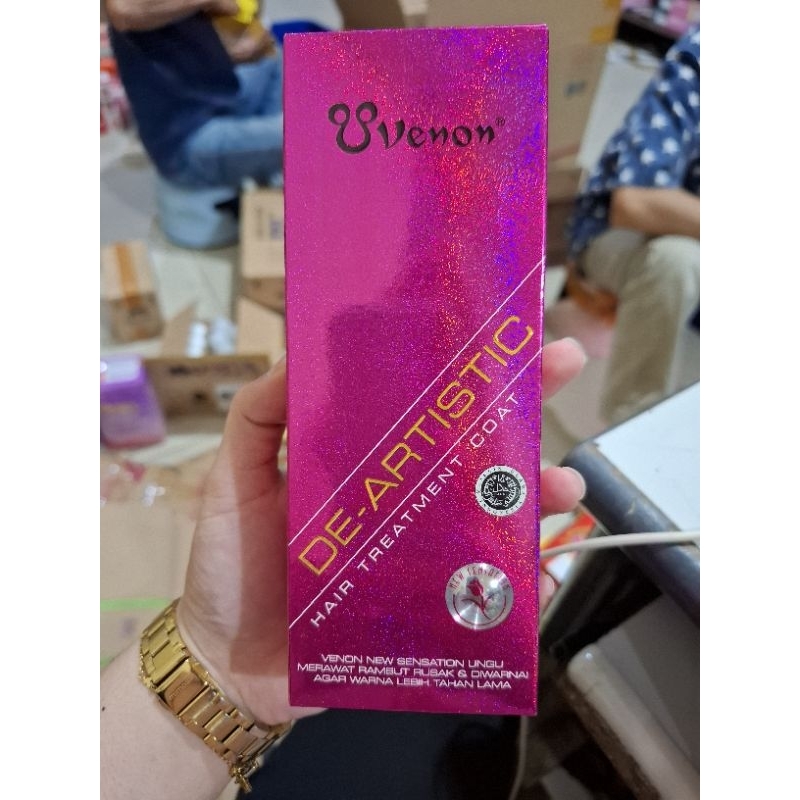 Venon®
DE-ARTISTIC
HAIR TREATMENT COAT
VENON NEW SENSATION UNGU
MERAWAT RAMBUT RUSAK & DIWARNAI
AGAR WARNA LEBIH TAHAN LAMA